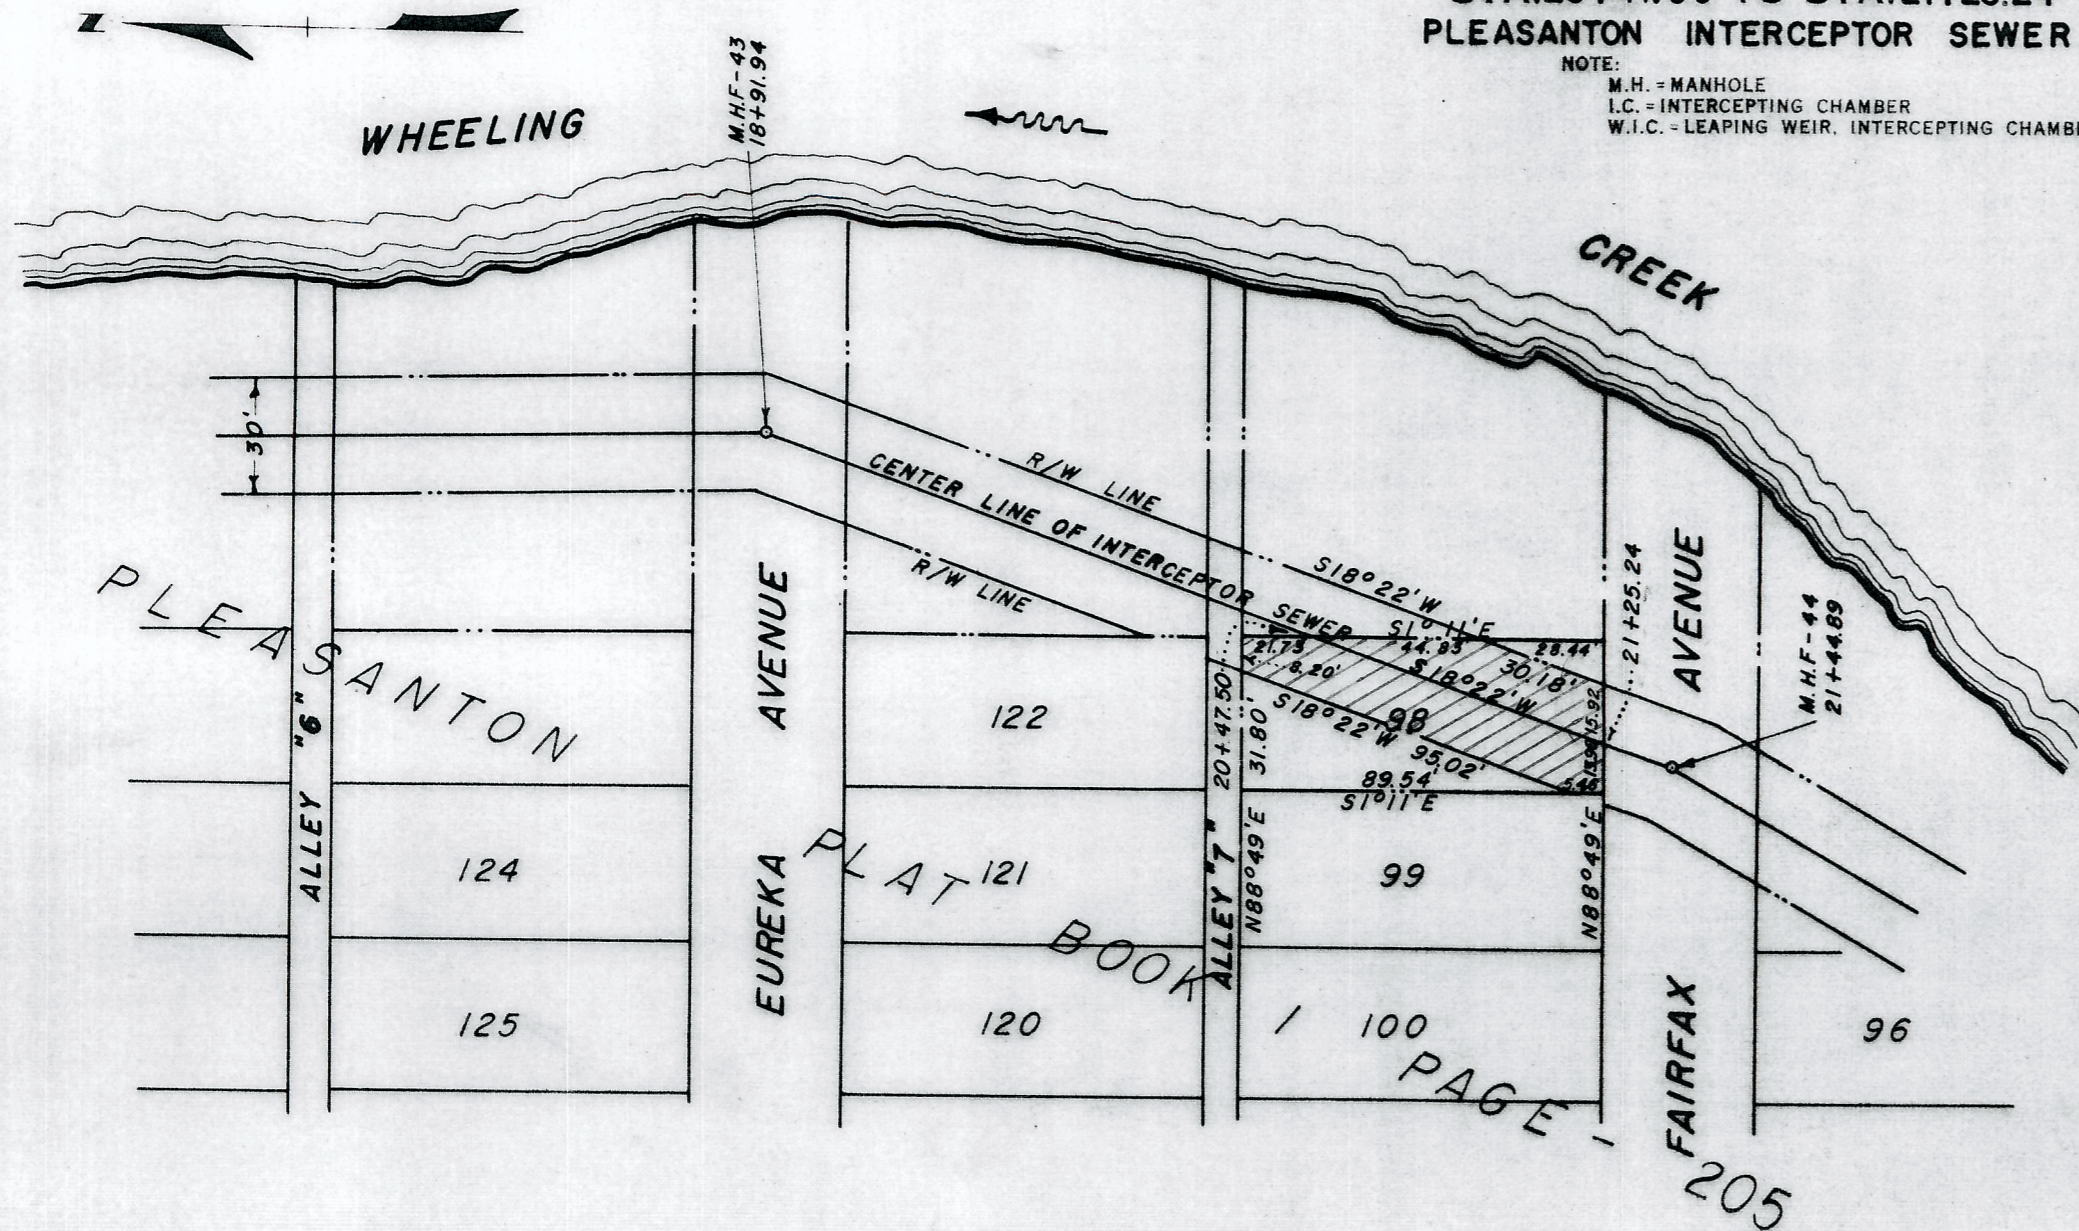 PLEASANTON INTERCEPTOR SEWER
NOTE:
M.H. = MANHOLE
I.C. = INTERCEPTING CHAMBER
W.I.C. = LEAPING WEIR, INTERCEPTING
N
WHEELING
M.H.F-43
18+91.94
CREEK
30'
R/W LINE
CENTER LINE OF INTERCEPTOR SEWER
R/W LINE
S18°22'W
S1°11'E
21.73
44.83
28.44'
8.20'
30.18'
S18°22'W
S18°22'W
98
95.02'
89.54'
S1°11'E
15.92
5.46
20+47.50
31.80'
21+25.24
M.H.F-44
21+44.89
PLEASANTON
ALLEY "6"
EUREKA AVENUE
122
ALLEY "7"
N88°49'E
N88°49'E
FAIRFAX AVENUE
124
121
99
PLAT BOOK 1
125
120
100
96
PAGE
205